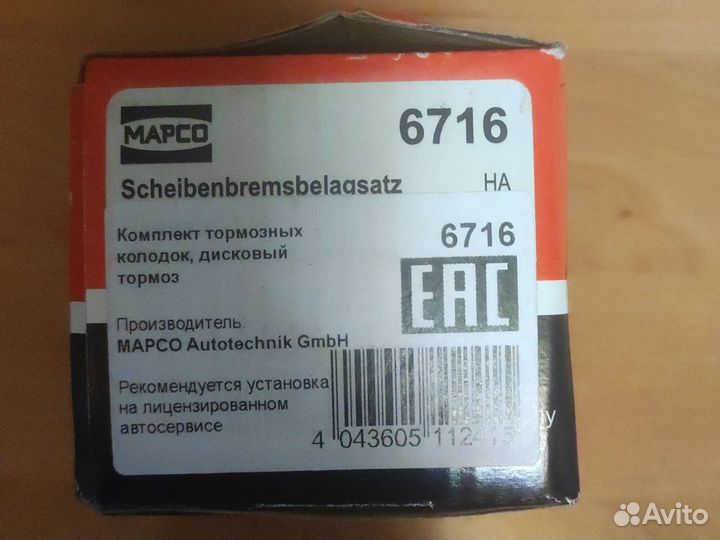 MAPCO
6716
Scheibenbremsbelagsatz
HA
Комплект тормозных
колодок, дисковый
тормоз
6716
EAC
Производитель
MAPCO Autotechnik GmbH
Рекомендуется установка
на лицензированном
автосервисе
4 043605 112415
Avito